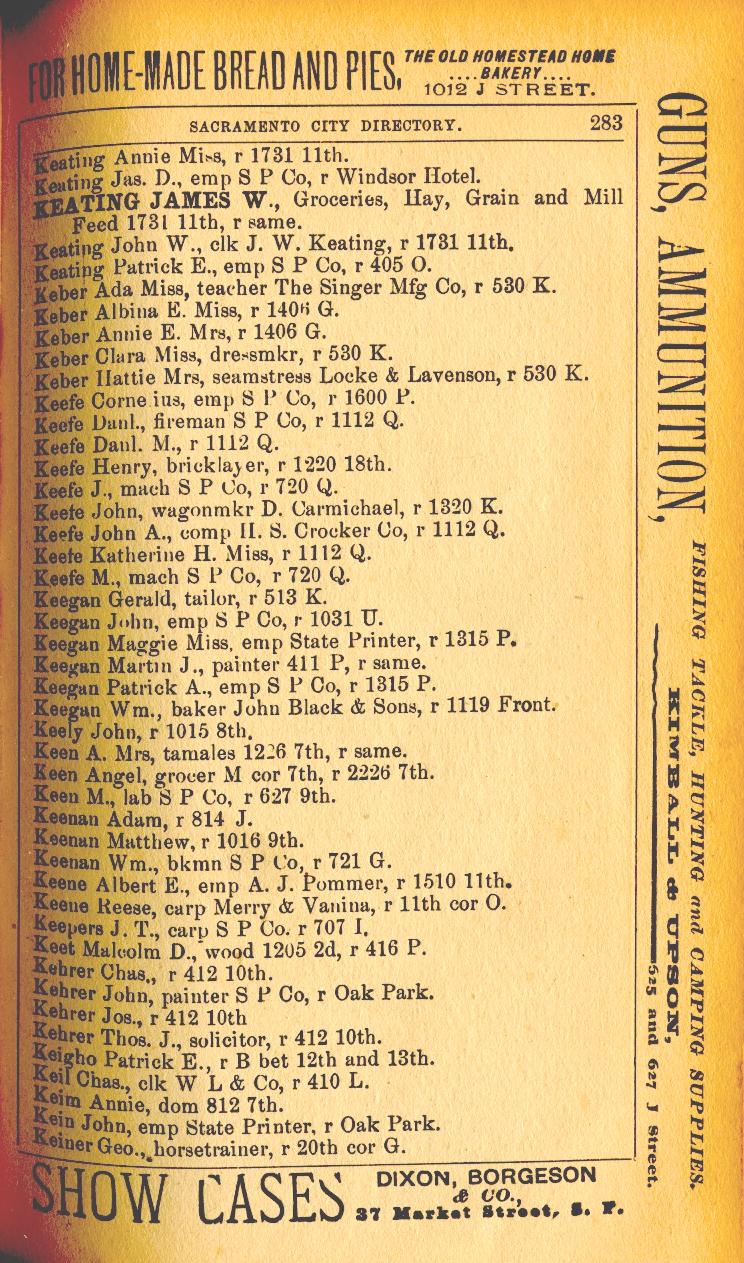 FOR HOME-MADE BREAD AND PIES, THE OLD HOMESTEAD HOME
....BAKERY....
1012 J STREET.
SACRAMENTO CITY DIRECTORY. 283
Keating Annie Miss, r 1731 11th.
Keating Jas. D., emp S P Co, r Windsor Hotel.
KEATING JAMES W., Groceries, Hay, Grain and Mill
Feed 1731 11th, r same.
Keating John W., clk J. W. Keating, r 1731 11th.
Keating Patrick E., emp S P Co, r 405 O.
Keber Ada Miss, teacher The Singer Mfg Co, r 530 K.
Keber Albina E. Miss, r 1406 G.
Keber Annie E. Mrs, r 1406 G.
Keber Clara Miss, dressmkr, r 530 K.
Keber Hattie Mrs, seamstress Locke & Lavenson, r 530 K.
Keefe Corne ius, emp S P Co, r 1600 P.
Keefe Danl., fireman S P Co, r 1112 Q.
Keefe Danl. M., r 1112 Q.
Keefe Henry, bricklayer, r 1220 18th.
Keefe J., mach S P Co, r 720 Q.
Keefe John, wagonmkr D. Carmichael, r 1320 K.
Keefe John A., comp H. S. Crocker Co, r 1112 Q.
Keefe Katherine H. Miss, r 1112 Q.
Keefe M., mach S P Co, r 720 Q.
Keegan Gerald, tailor, r 513 K.
Keegan John, emp S P Co, r 1031 U.
Keegan Maggie Miss, emp State Printer, r 1315 P.
Keegan Martin J., painter 411 P, r same.
Keegan Patrick A., emp S P Co, r 1315 P.
Keegan Wm., baker John Black & Sons, r 1119 Front.
Keely John, r 1015 8th.
Keen A. Mrs, tamales 1226 7th, r same.
Keen Angel, grocer M cor 7th, r 2226 7th.
Keen M., lab S P Co, r 627 9th.
Keenan Adam, r 814 J.
Keenan Matthew, r 1016 9th.
Keenan Wm., bkmn S P Co, r 721 G.
Keene Albert E., emp A. J. Pommer, r 1510 11th.
Keene Reese, carp Merry & Vanina, r 11th cor O.
Keepers J. T., carp S P Co. r 707 I.
Keet Malcolm D., wood 1205 2d, r 416 P.
Kehrer Chas., r 412 10th.
Kehrer John, painter S P Co, r Oak Park.
Kehrer Jos., r 412 10th
Kehrer Thos. J., solicitor, r 412 10th.
Keigho Patrick E., r B bet 12th and 13th.
Keil Chas., clk W L & Co, r 410 L.
Keim Annie, dom 812 7th.
Kein John, emp State Printer, r Oak Park.
Keiner Geo., horsetrainer, r 20th cor G.
GUNS, AMMUNITION,
FISHING TACKLE, HUNTING and CAMPING SUPPLIES.
KIMBALL & UPSON,
625 and 627 J Street.
SHOW CASES DIXON, BORGESON
& CO.,
37 Market Street, S. F.